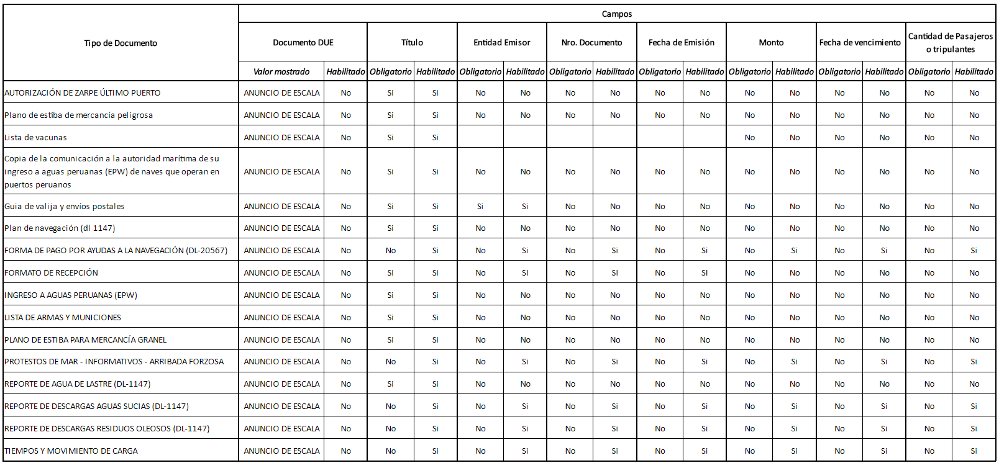 Campos
Tipo de Documento Documento DUE Título Entidad Emisor Nro. Documento Fecha de Emisión Monto Fecha de vencimiento Cantidad de Pasajeros
o tripulantes
Valor mostrado Habilitado Obligatorio Habilitado Obligatorio Habilitado Obligatorio Habilitado Obligatorio Habilitado Obligatorio Habilitado Obligatorio Habilitado Obligatorio Habilitado
AUTORIZACIÓN DE ZARPE ÚLTIMO PUERTO ANUNCIO DE ESCALA No Si Si No No No No No No No No No No No No
Plano de estiba de mercancía peligrosa ANUNCIO DE ESCALA No Si Si No No No No No No No No No No No No
Lista de vacunas ANUNCIO DE ESCALA No Si Si No No No No No No
Copia de la comunicación a la autoridad marítima de su
ingreso a aguas peruanas (EPW) de naves que operan en
puertos peruanos ANUNCIO DE ESCALA No Si Si No No No No No No No No No No No No
Guia de valija y envíos postales ANUNCIO DE ESCALA No Si Si Si Si No No No No No No No No No No
Plan de navegación (dl 1147) ANUNCIO DE ESCALA No Si Si No No No No No No No No No No No No
FORMA DE PAGO POR AYUDAS A LA NAVEGACIÓN (DL-20567) ANUNCIO DE ESCALA No No Si No Si No Si No Si No Si No Si No Si
FORMATO DE RECEPCIÓN ANUNCIO DE ESCALA No Si Si No SI No SI No SI No No No No No No
INGRESO A AGUAS PERUANAS (EPW) ANUNCIO DE ESCALA No Si Si No No No No No No No No No No No No
LISTA DE ARMAS Y MUNICIONES ANUNCIO DE ESCALA No Si Si No No No No No No No No No No No No
PLANO DE ESTIBA PARA MERCANCÍA GRANEL ANUNCIO DE ESCALA No Si Si No No No No No No No No No No No No
PROTESTOS DE MAR - INFORMATIVOS - ARRIBADA FORZOSA ANUNCIO DE ESCALA No No Si No Si No Si No Si No Si No Si No Si
REPORTE DE AGUA DE LASTRE (DL-1147) ANUNCIO DE ESCALA No Si Si No No No No No No No No No No No No
REPORTE DE DESCARGAS AGUAS SUCIAS (DL-1147) ANUNCIO DE ESCALA No No Si No Si No Si No Si No Si No Si No Si
REPORTE DE DESCARGAS RESIDUOS OLEOSOS (DL-1147) ANUNCIO DE ESCALA No No Si No Si No Si No Si No Si No Si No Si
TIEMPOS Y MOVIMIENTO DE CARGA ANUNCIO DE ESCALA No No Si No Si No Si No Si No Si No Si No Si